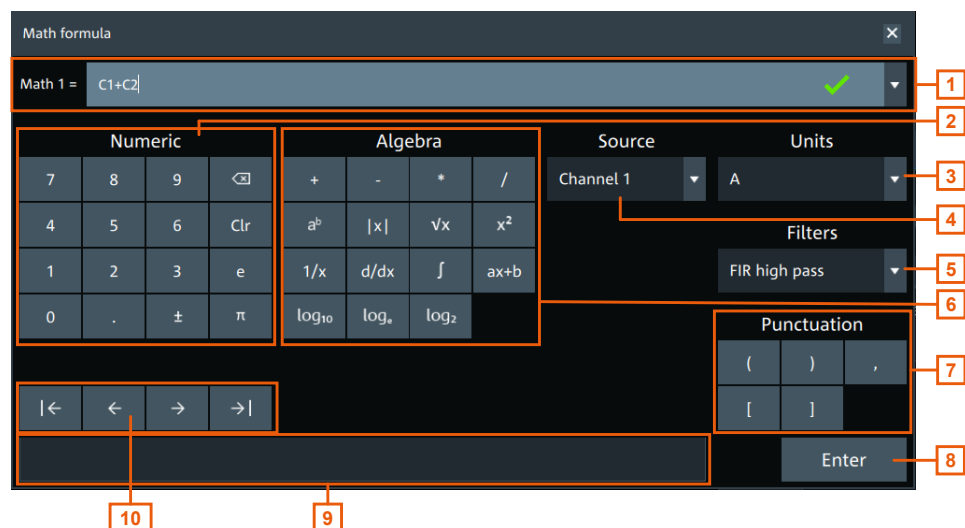 Math formula ×
Math 1 = C1+C2 1
2
Numeric Algebra Source Units
7 8 9 ⌫ + - * / Channel 1 A 3
4
4 5 6 Clr aᵇ |x| √x x² Filters
1 2 3 e 1/x d/dx ∫ ax+b FIR high pass 5
6
0 . ± π log₁₀ logₑ log₂ Punctuation
( ) , 7
|← ← → →| [ ]
Enter 8
10 9